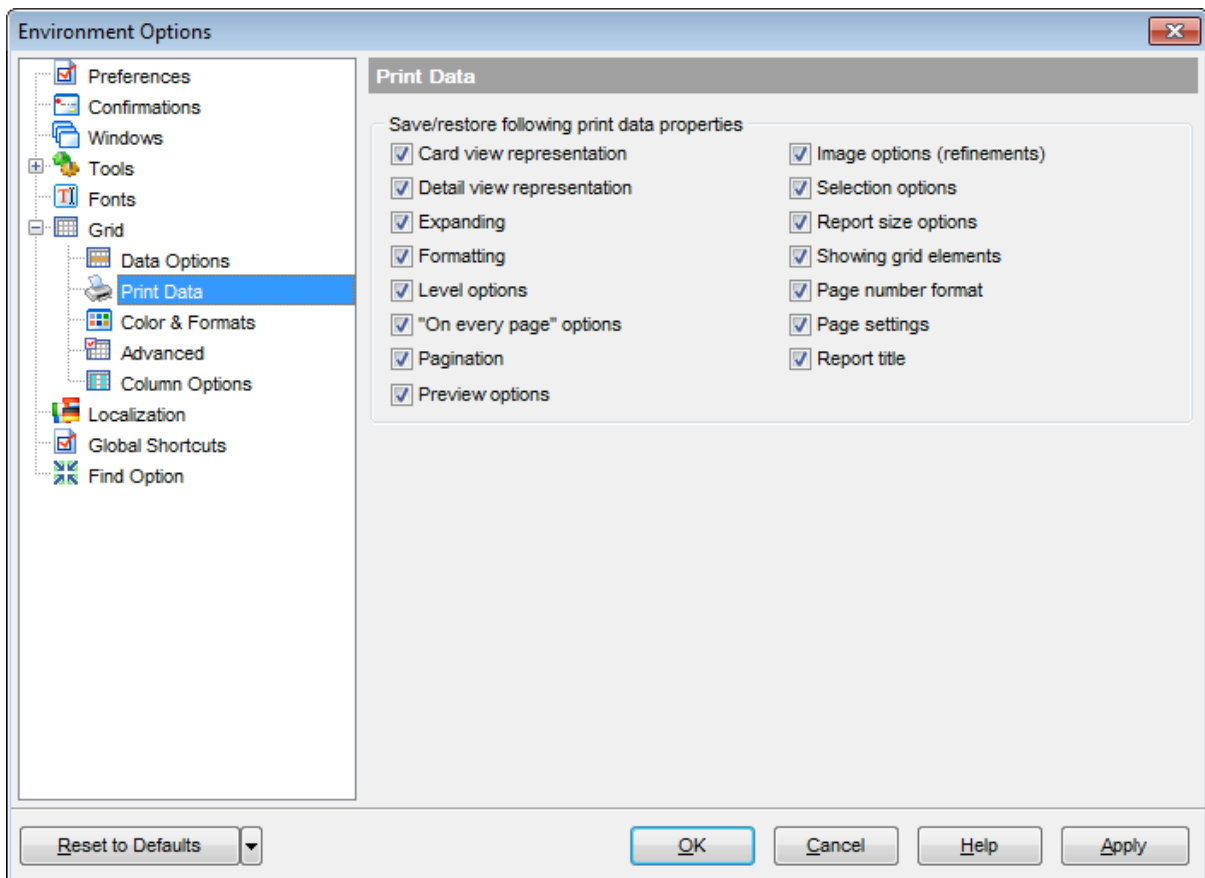 Environment Options
Preferences
Confirmations
Windows
Tools
Fonts
Grid
Data Options
Print Data
Color & Formats
Advanced
Column Options
Localization
Global Shortcuts
Find Option
Print Data
Save/restore following print data properties
Card view representation
Detail view representation
Expanding
Formatting
Level options
"On every page" options
Pagination
Preview options
Image options (refinements)
Selection options
Report size options
Showing grid elements
Page number format
Page settings
Report title
Reset to Defaults
OK
Cancel
Help
Apply